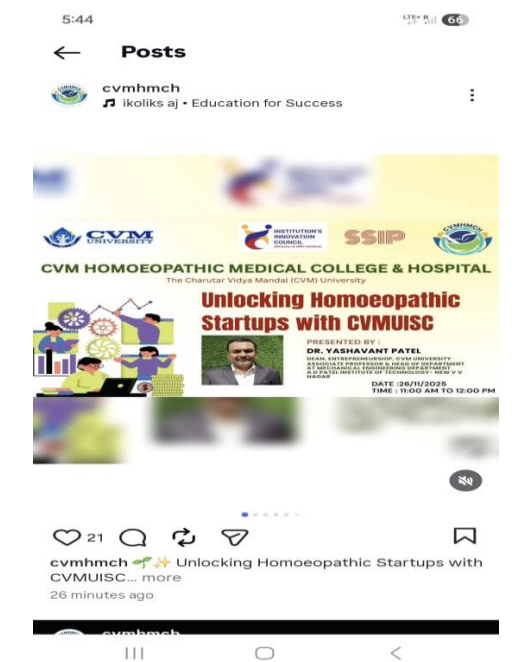 5:44
LTE+ R
66
Posts
cvmhmch
ikoliks aj • Education for Success
CVM
UNIVERSITY
INSTITUTION'S
INNOVATION
COUNCIL
SSIP
CVMHMCH
CVM HOMOEOPATHIC MEDICAL COLLEGE & HOSPITAL
The Charutar Vidya Mandal (CVM) University
Unlocking Homoeopathic
Startups with CVMUISC
PRESENTED BY :
DR. YASHAVANT PATEL
DEAN, ENTREPRENEURSHIP, CVM UNIVERSITY
ASSOCIATE PROFESSOR & HEAD OF DEPARTMENT
AT MECHANICAL ENGINEERING DEPARTMENT
A D PATEL INSTITUTE OF TECHNOLOGY- NEW V V
NAGAR
DATE :26/11/2025
TIME : 11:00 AM TO 12:00 PM
21
cvmhmch 🌱✨ Unlocking Homoeopathic Startups with
CVMUISC... more
26 minutes ago
cvmhmch